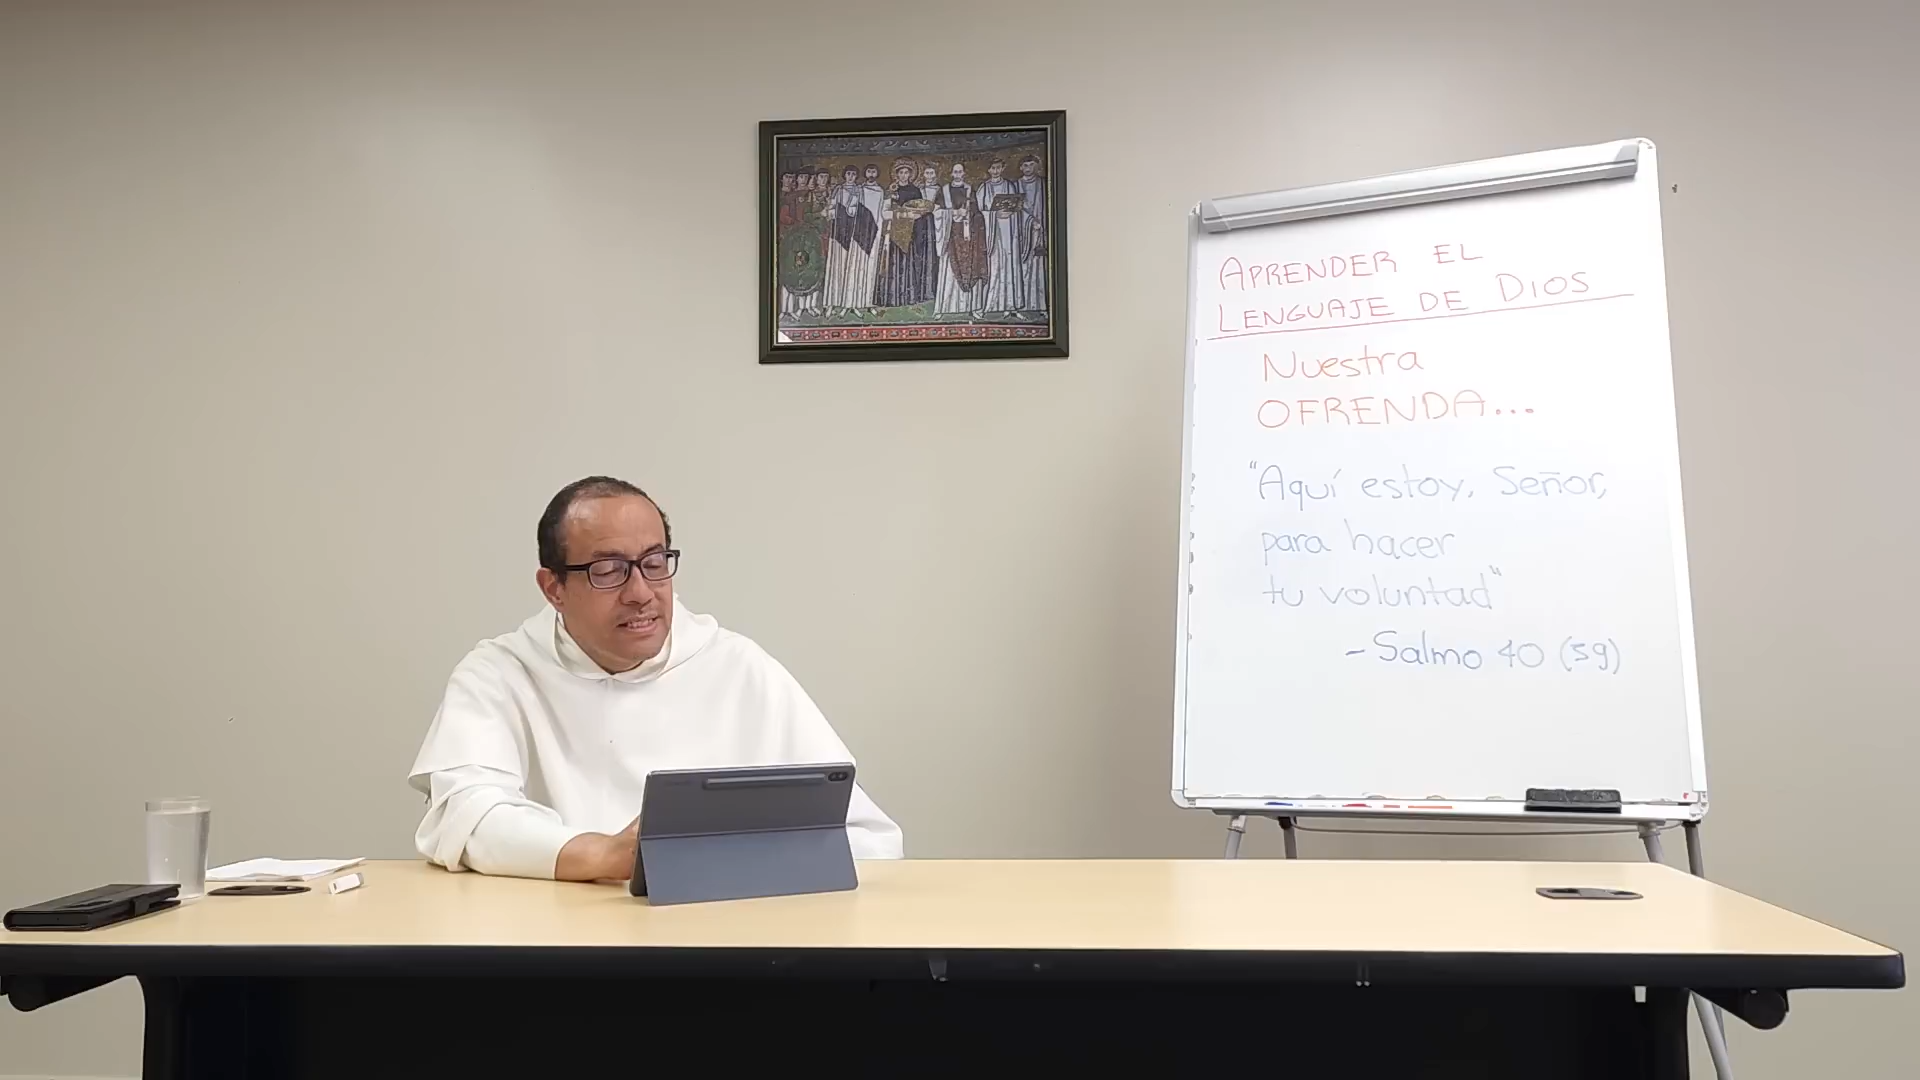 APRENDER EL
LENGUAJE DE DIOS
Nuestra
OFRENDA...
"Aquí estoy, Señor,
para hacer
tu voluntad"
- Salmo 40 (39)